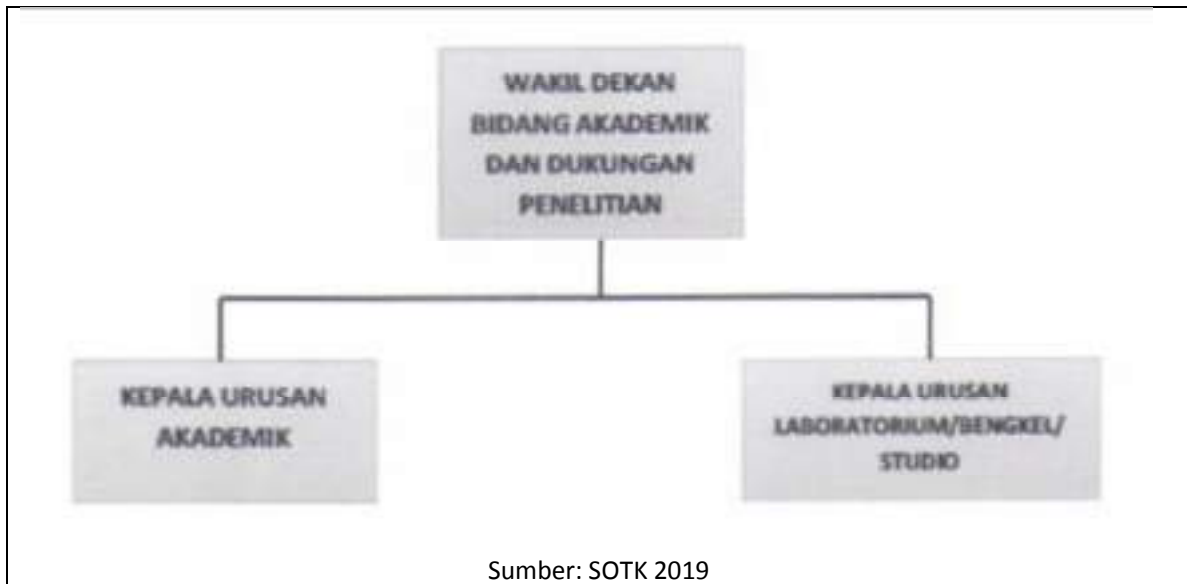 WAKIL DEKAN
BIDANG AKADEMIK
DAN DUKUNGAN
PENELITIAN
KEPALA URUSAN
AKADEMIK
KEPALA URUSAN
LABORATORIUM/BENGKEL/
STUDIO
Sumber: SOTK 2019